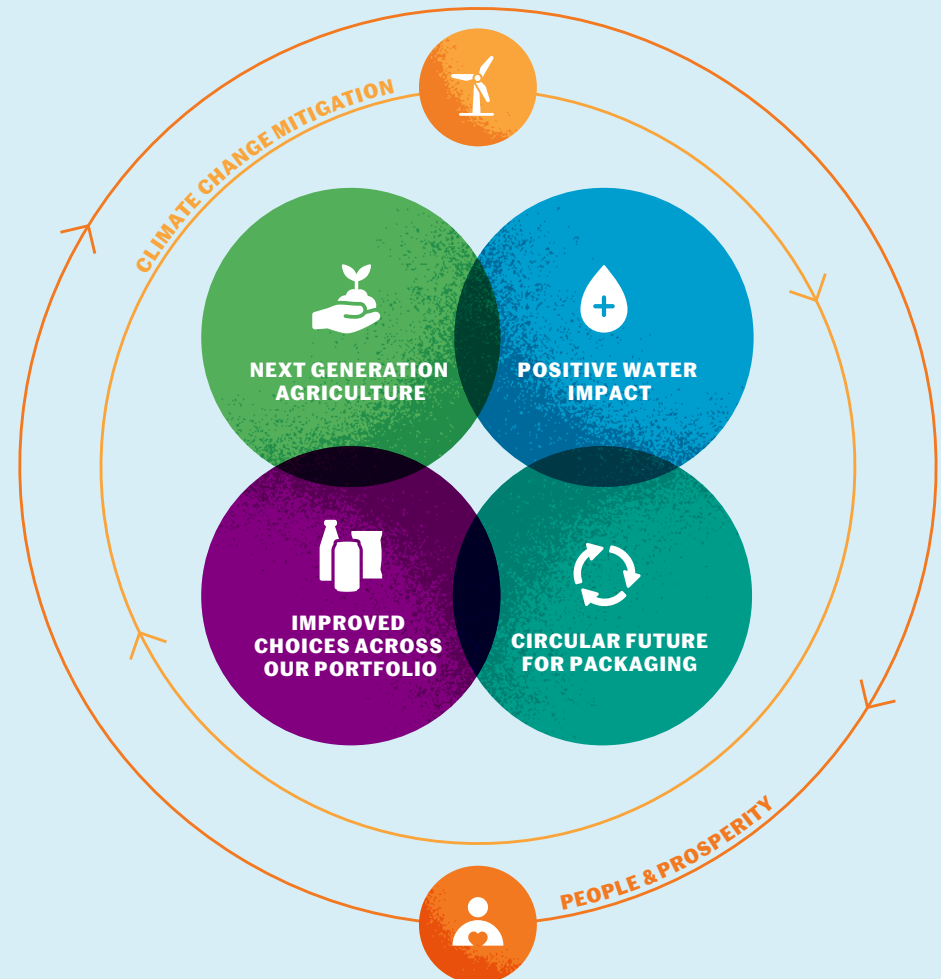 CLIMATE CHANGE MITIGATION
NEXT GENERATION
AGRICULTURE
POSITIVE WATER
IMPACT
IMPROVED
CHOICES ACROSS
OUR PORTFOLIO
CIRCULAR FUTURE
FOR PACKAGING
PEOPLE & PROSPERITY